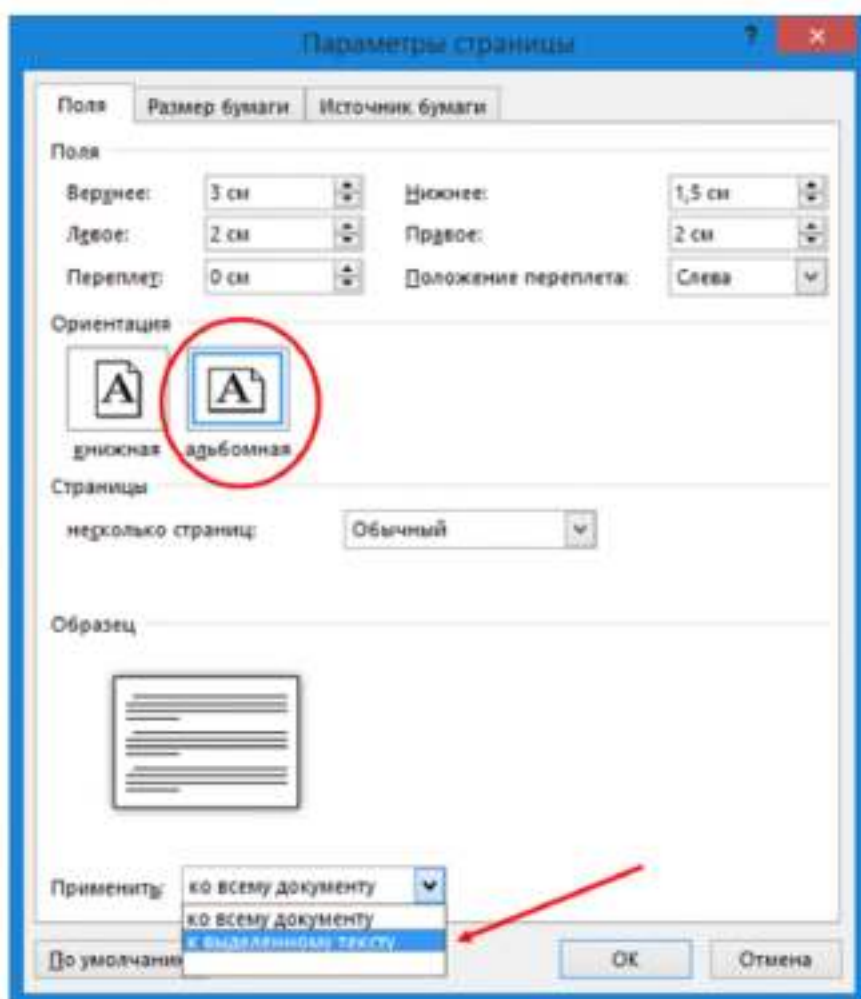 Параметры страницы ?
Поля Размер бумаги Источник бумаги
Поля
Верхнее: 3 см Нижнее: 1,5 см
Левое: 2 см Правое: 2 см
Переплет: 0 см Положение переплета: Слева
Ориентация
A A
книжная альбомная
Страницы
несколько страниц: Обычный
Образец
Применить: ко всему документу
ко всему документу
к выделенному тексту
По умолчани ОК Отмена